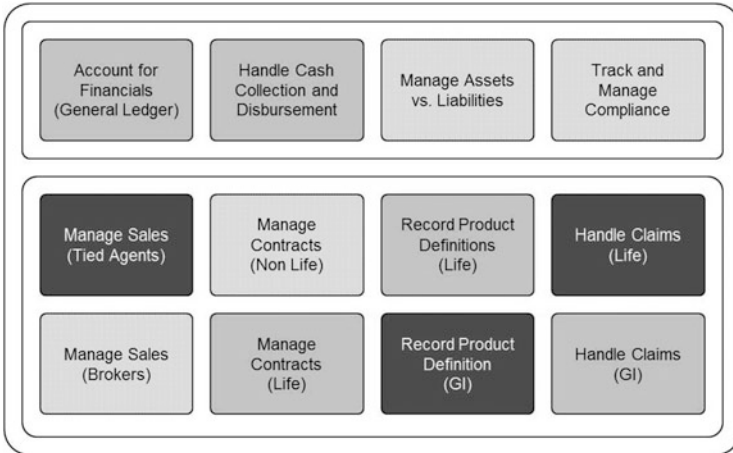 Account for
Financials
(General Ledger)
Handle Cash
Collection and
Disbursement
Manage Assets
vs. Liabilities
Track and
Manage
Compliance
Manage Sales
(Tied Agents)
Manage
Contracts
(Non Life)
Record Product
Definitions
(Life)
Handle Claims
(Life)
Manage Sales
(Brokers)
Manage
Contracts
(Life)
Record Product
Definition
(GI)
Handle Claims
(GI)